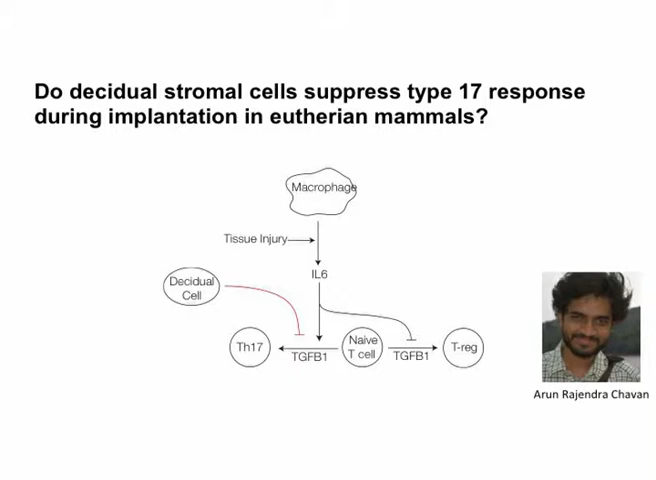 Do decidual stromal cells suppress type 17 response
during implantation in eutherian mammals?
Macrophage
Tissue Injury
IL6
Decidual
Cell
Th17
TGFB1
Naive
T cell
TGFB1
T-reg
Arun Rajendra Chavan